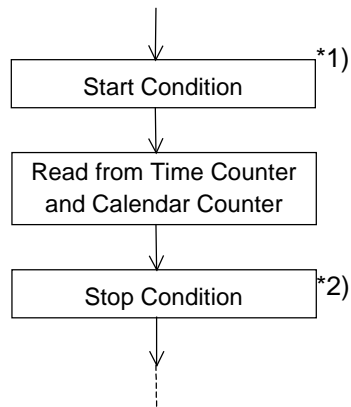 *1)
Start Condition
Read from Time Counter
and Calendar Counter
*2)
Stop Condition